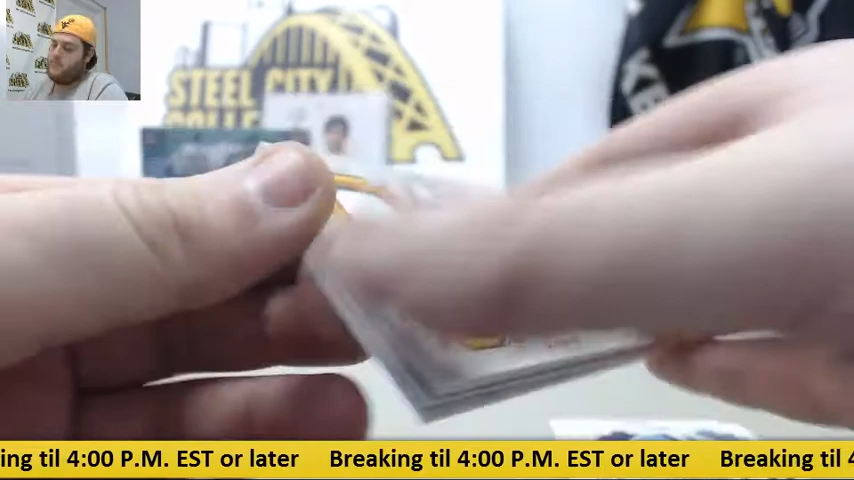 STEEL CITY
COLLE
ing til 4:00 P.M. EST or later Breaking til 4:00 P.M. EST or later Breaking til 4